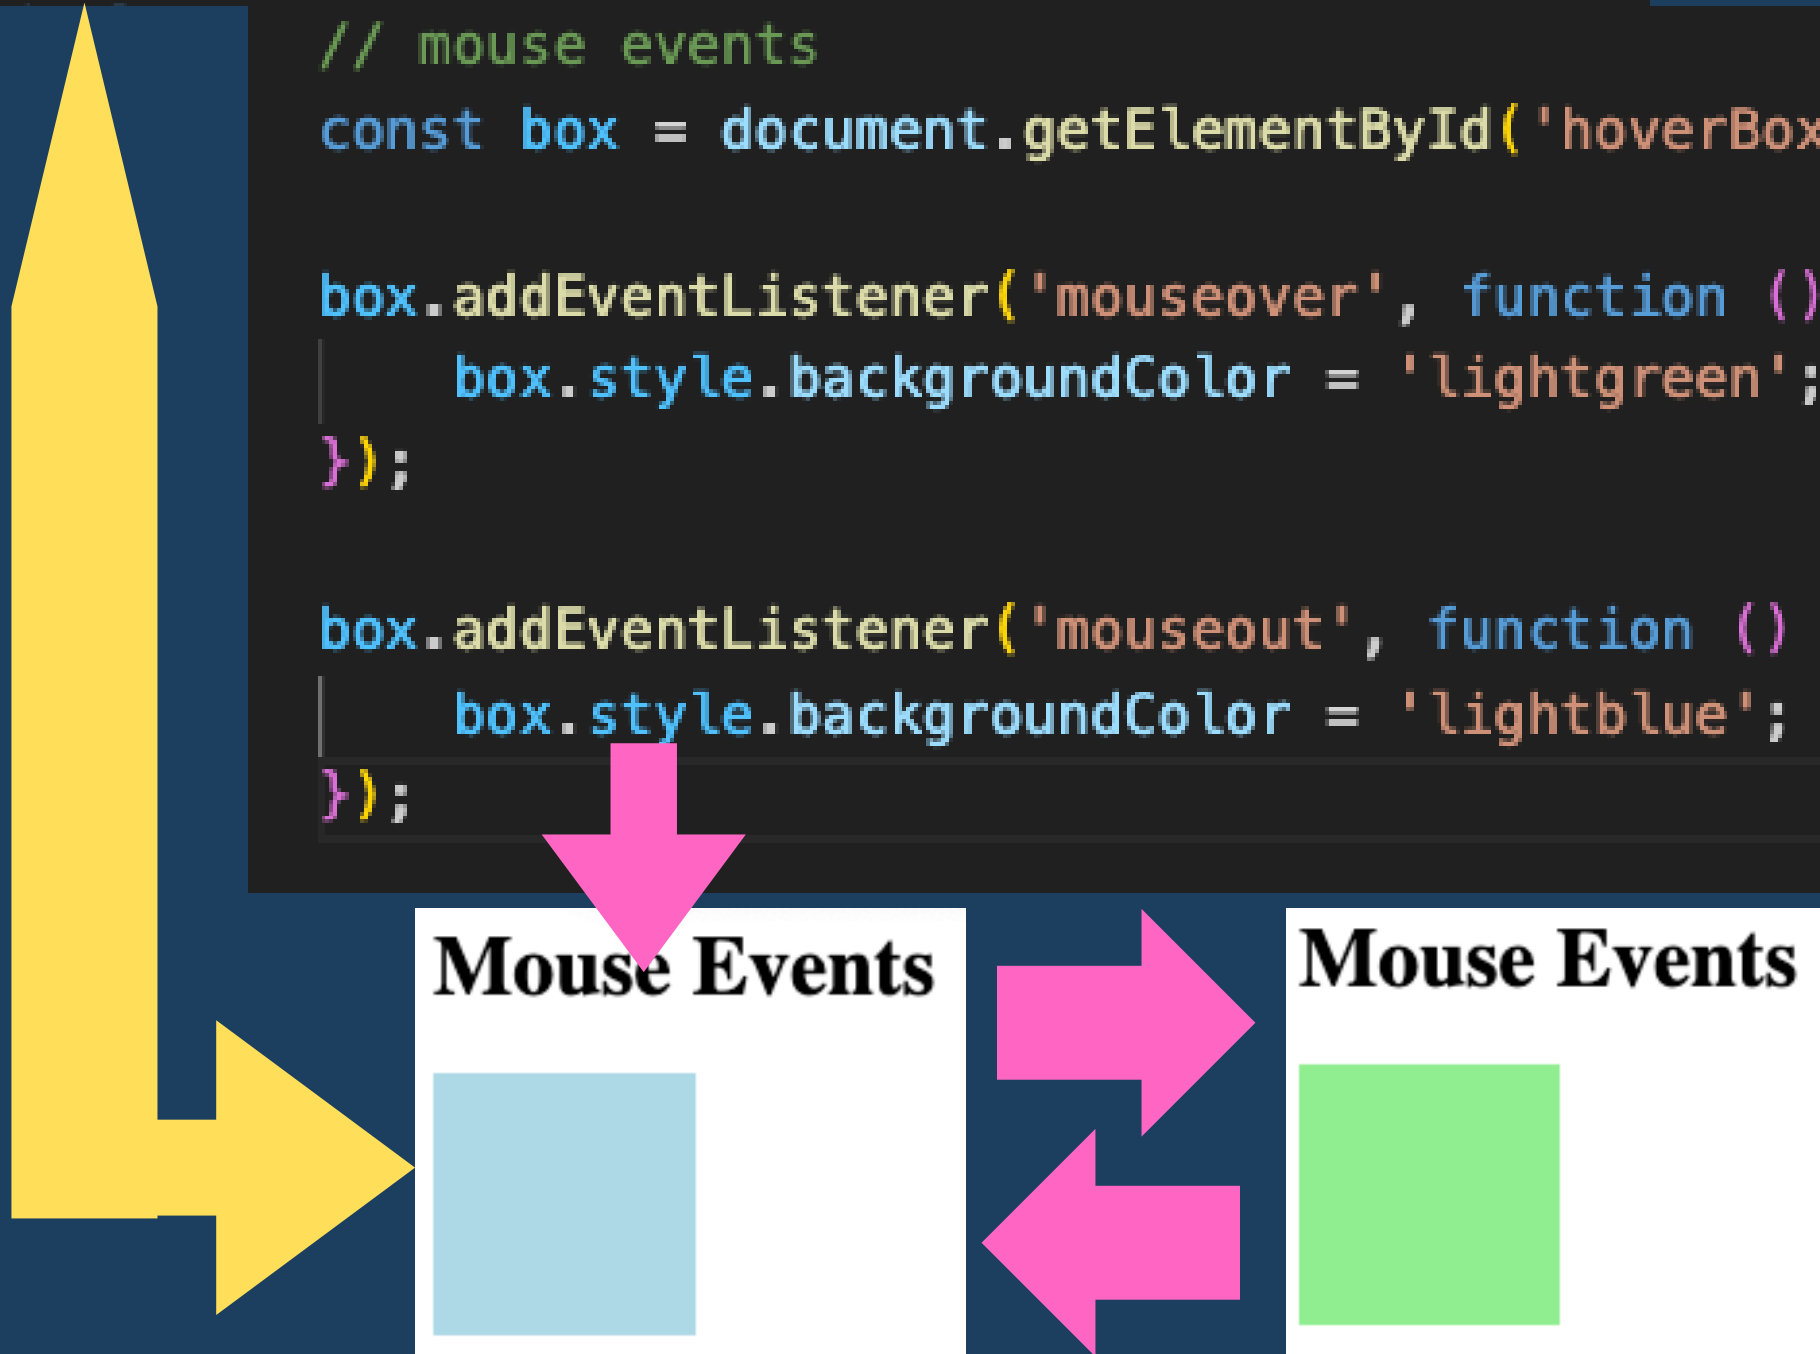 // mouse events
const box = document.getElementById('hoverBox
box.addEventListener('mouseover', function ()
box.style.backgroundColor = 'lightgreen';
});
box.addEventListener('mouseout', function ()
box.style.backgroundColor = 'lightblue';
});
Mouse Events
Mouse Events